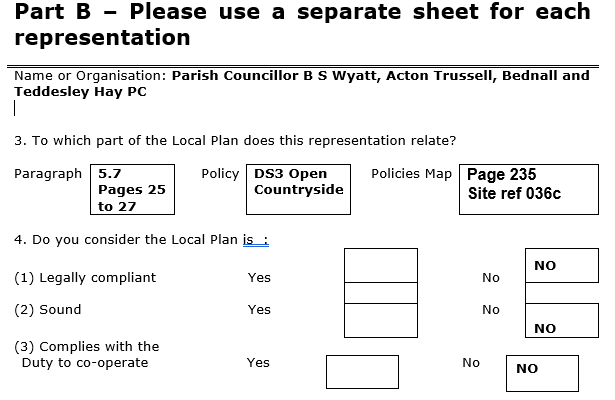 Part B – Please use a separate sheet for each
representation
Name or Organisation: Parish Councillor B S Wyatt, Acton Trussell, Bednall and
Teddesley Hay PC
3. To which part of the Local Plan does this representation relate?
Paragraph 5.7 Policy DS3 Open Policies Map Page 235
Pages 25 Countryside Site ref 036c
to 27
4. Do you consider the Local Plan is :
(1) Legally compliant Yes No NO
(2) Sound Yes No NO
(3) Complies with the
Duty to co-operate Yes No NO